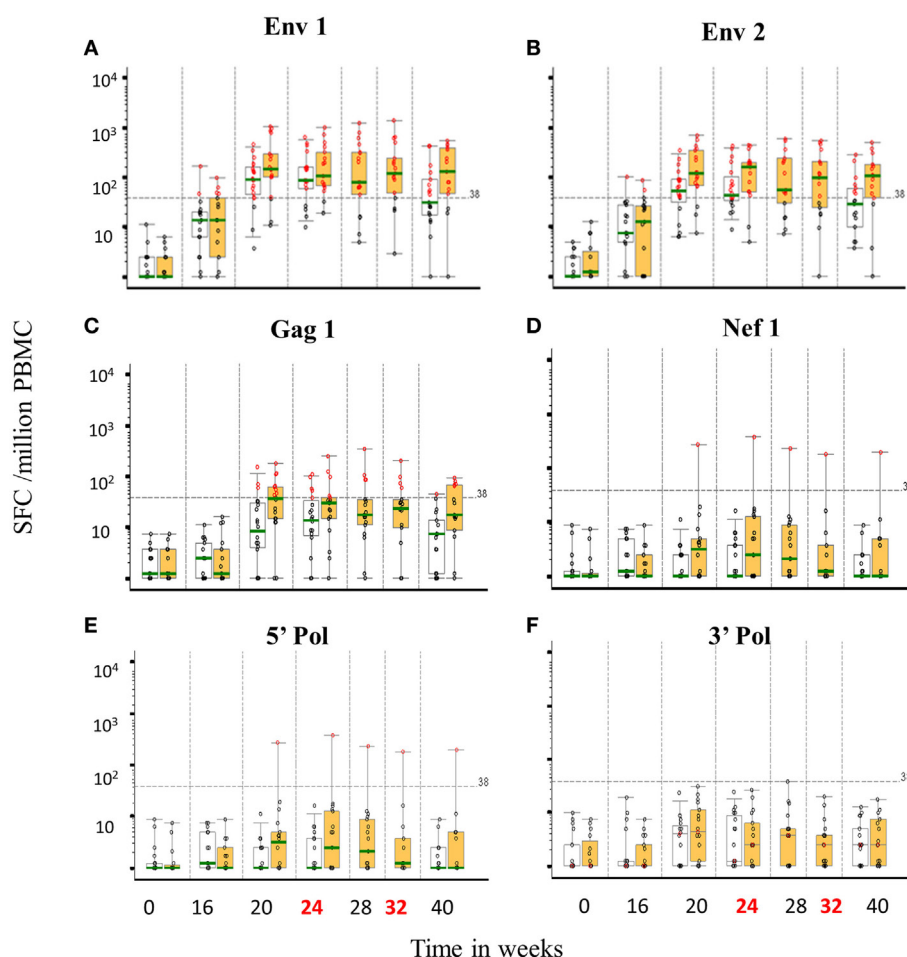 Env 1
Env 2
A
B
10⁴
10³
10²
10
38
38
C
Gag 1
D
Nef 1
SFC /million PBMC
10⁴
10³
10²
10
38
3
E
5' Pol
F
3' Pol
10⁴
10³
10²
10
38
3
0 16 20 24 28 32 40
0 16 20 24 28 32 40
Time in weeks